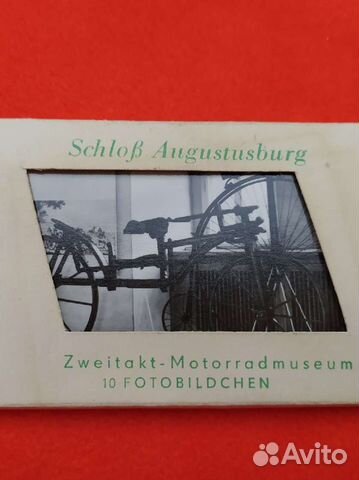 Schloß Augustusburg
Zweitakt-Motorradmuseum
10 FOTOBILDCHEN
Avito